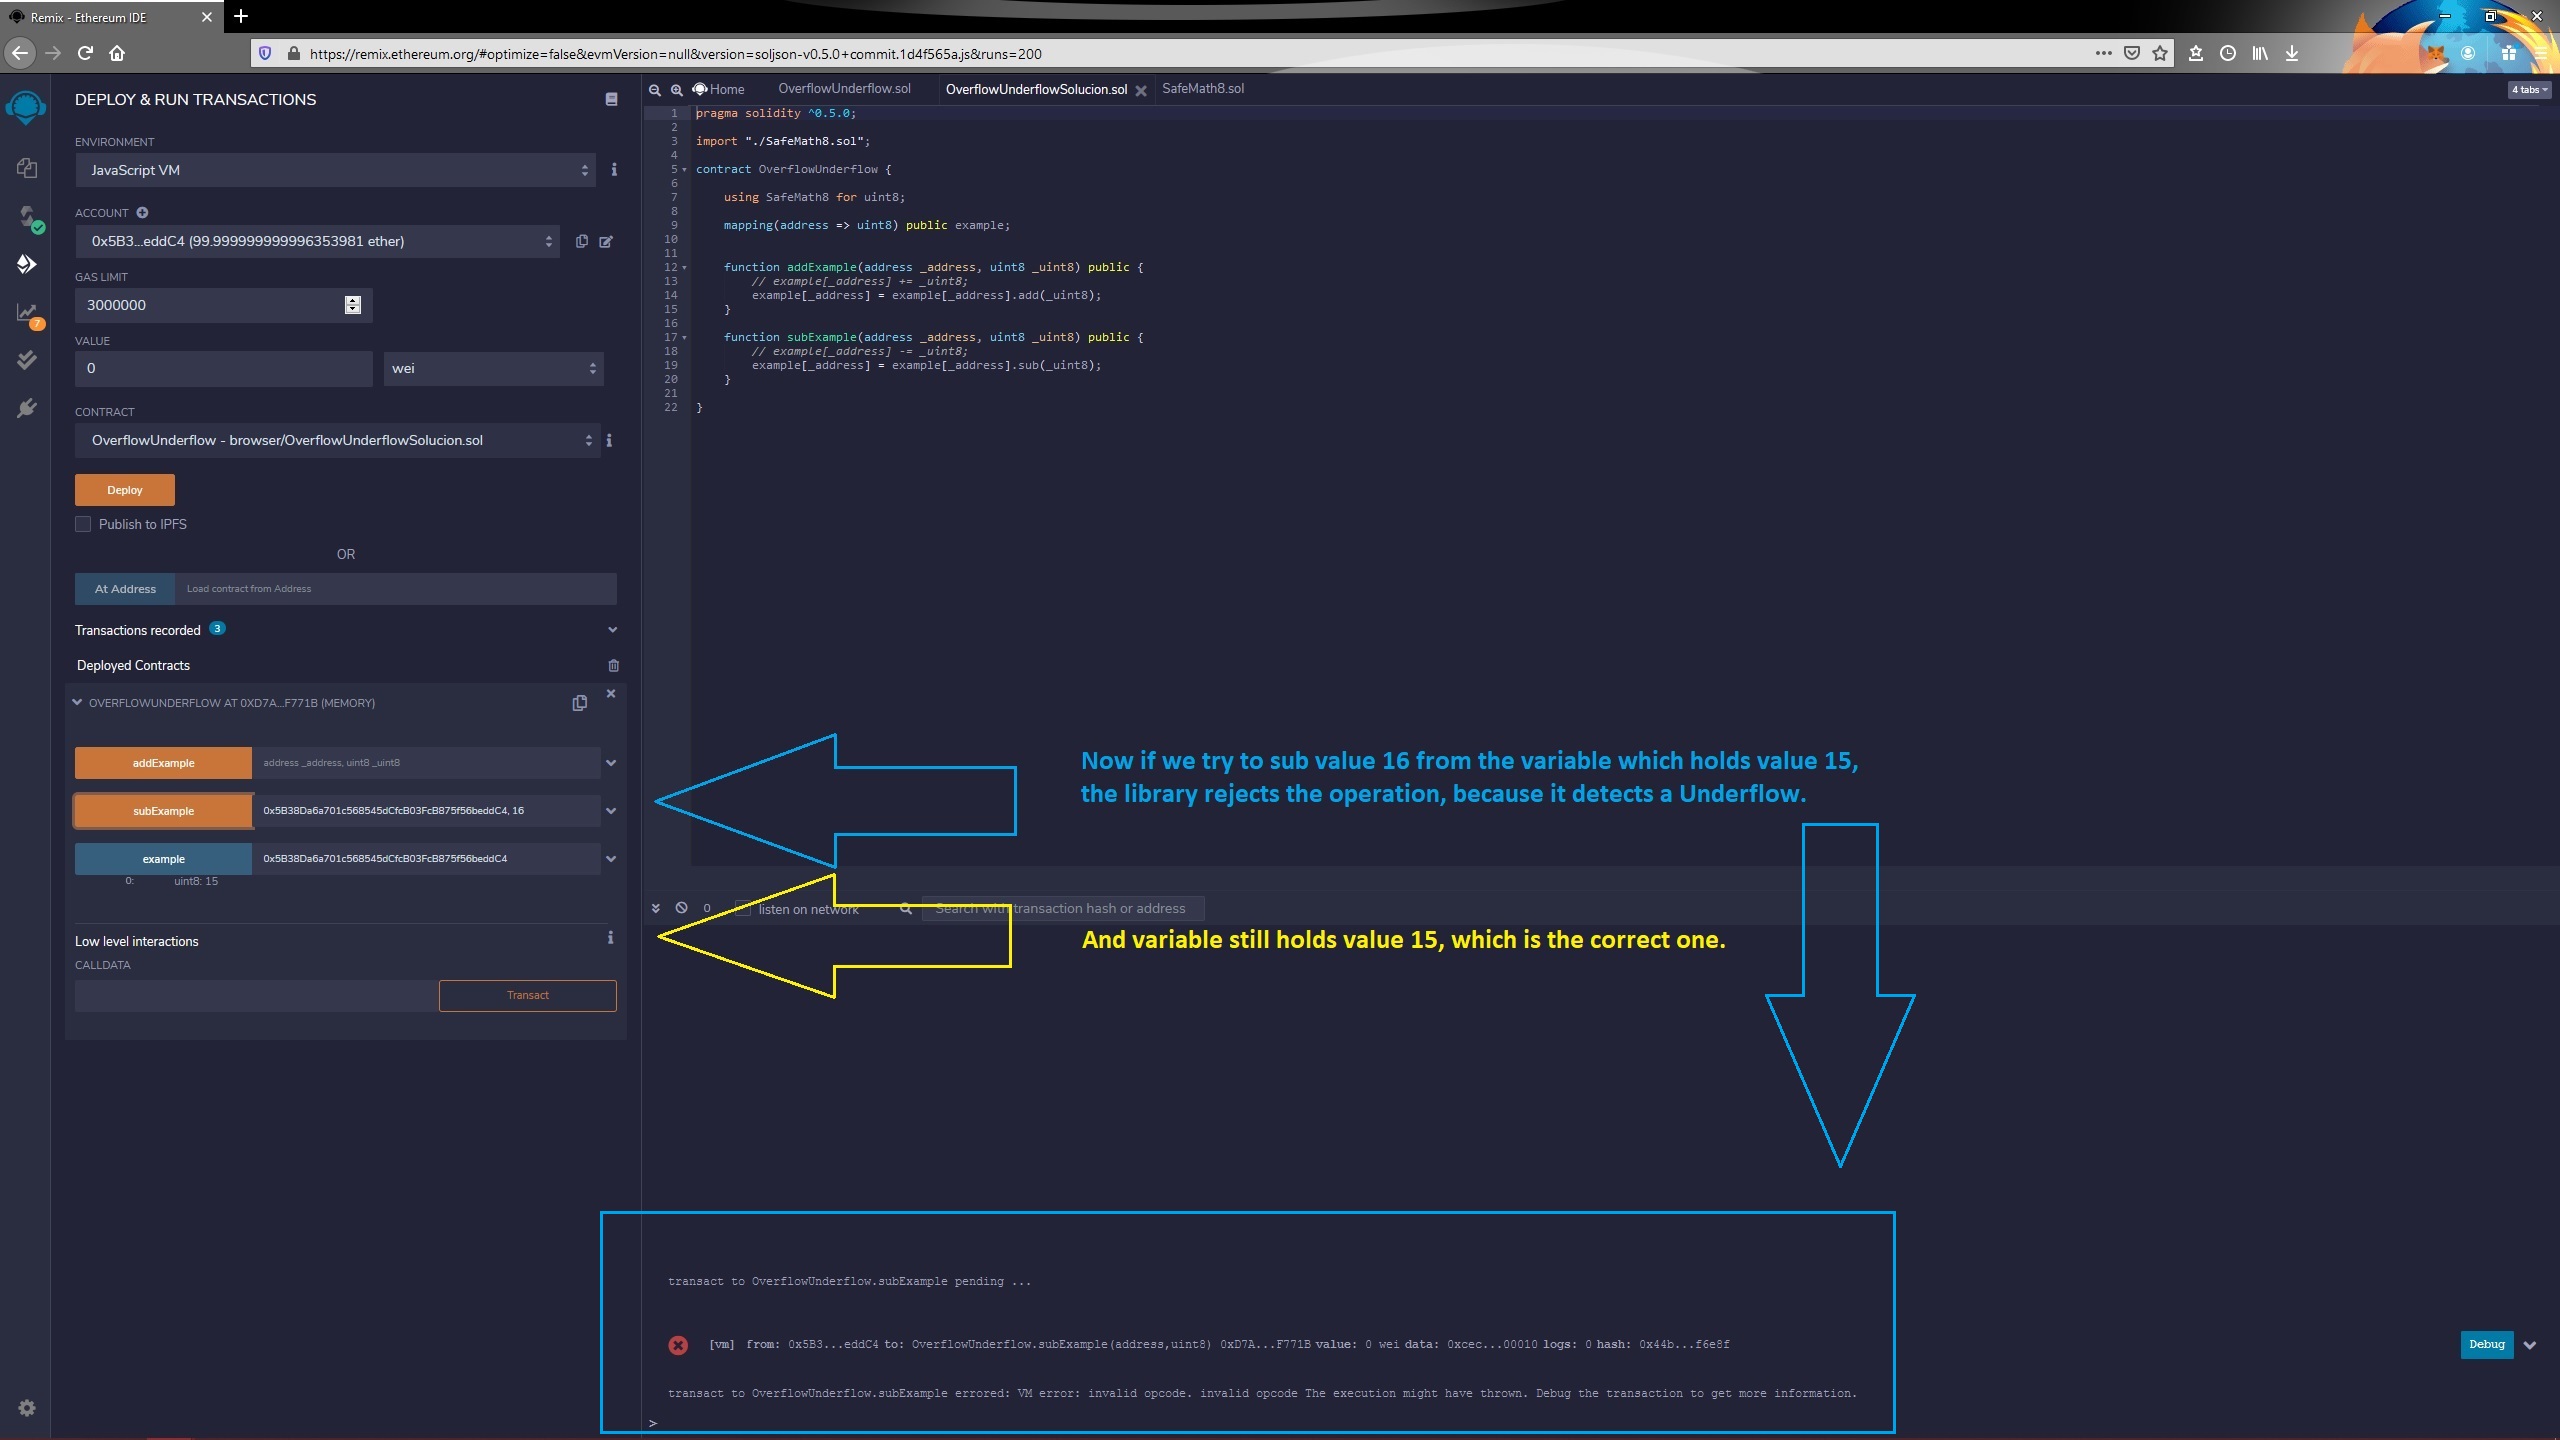 Remix - Ethereum IDE
https://remix.ethereum.org/#optimize=false&evmVersion=null&version=soljson-v0.5.0+commit.1d4f565a.js&runs=200
DEPLOY & RUN TRANSACTIONS
ENVIRONMENT
JavaScript VM
ACCOUNT
0x5B3...eddC4 (99.999999999996353981 ether)
GAS LIMIT
3000000
VALUE
0
wei
CONTRACT
OverflowUnderflow - browser/OverflowUnderflowSolucion.sol
Deploy
Publish to IPFS
OR
At Address
Load contract from Address
Transactions recorded 3
Deployed Contracts
OVERFLOWUNDERFLOW AT 0XD7A...F771B (MEMORY)
addExample
address _address, uint8 _uint8
subExample
0x5B38Da6a701c568545dCfcB03FcB875f56beddC4, 16
example
0x5B38Da6a701c568545dCfcB03FcB875f56beddC4
0: uint8: 15
Low level interactions
CALLDATA
Transact
7
Home
OverflowUnderflow.sol
OverflowUnderflowSolucion.sol
SafeMath8.sol
4 tabs
1 pragma solidity ^0.5.0;
2
3 import "./SafeMath8.sol";
4
5 contract OverflowUnderflow {
6
7 using SafeMath8 for uint8;
8
9 mapping(address => uint8) public example;
10
11
12 function addExample(address _address, uint8 _uint8) public {
13 // example[_address] += _uint8;
14 example[_address] = example[_address].add(_uint8);
15 }
16
17 function subExample(address _address, uint8 _uint8) public {
18 // example[_address] -= _uint8;
19 example[_address] = example[_address].sub(_uint8);
20 }
21
22 }
Now if we try to sub value 16 from the variable which holds value 15,
the library rejects the operation, because it detects a Underflow.
0
listen on network
Search with transaction hash or address
And variable still holds value 15, which is the correct one.
transact to OverflowUnderflow.subExample pending ...
[vm] from: 0x5B3...eddC4 to: OverflowUnderflow.subExample(address,uint8) 0xD7A...F771B value: 0 wei data: 0xcec...00010 logs: 0 hash: 0x44b...f6e8f
Debug
transact to OverflowUnderflow.subExample errored: VM error: invalid opcode. invalid opcode The execution might have thrown. Debug the transaction to get more information.
>